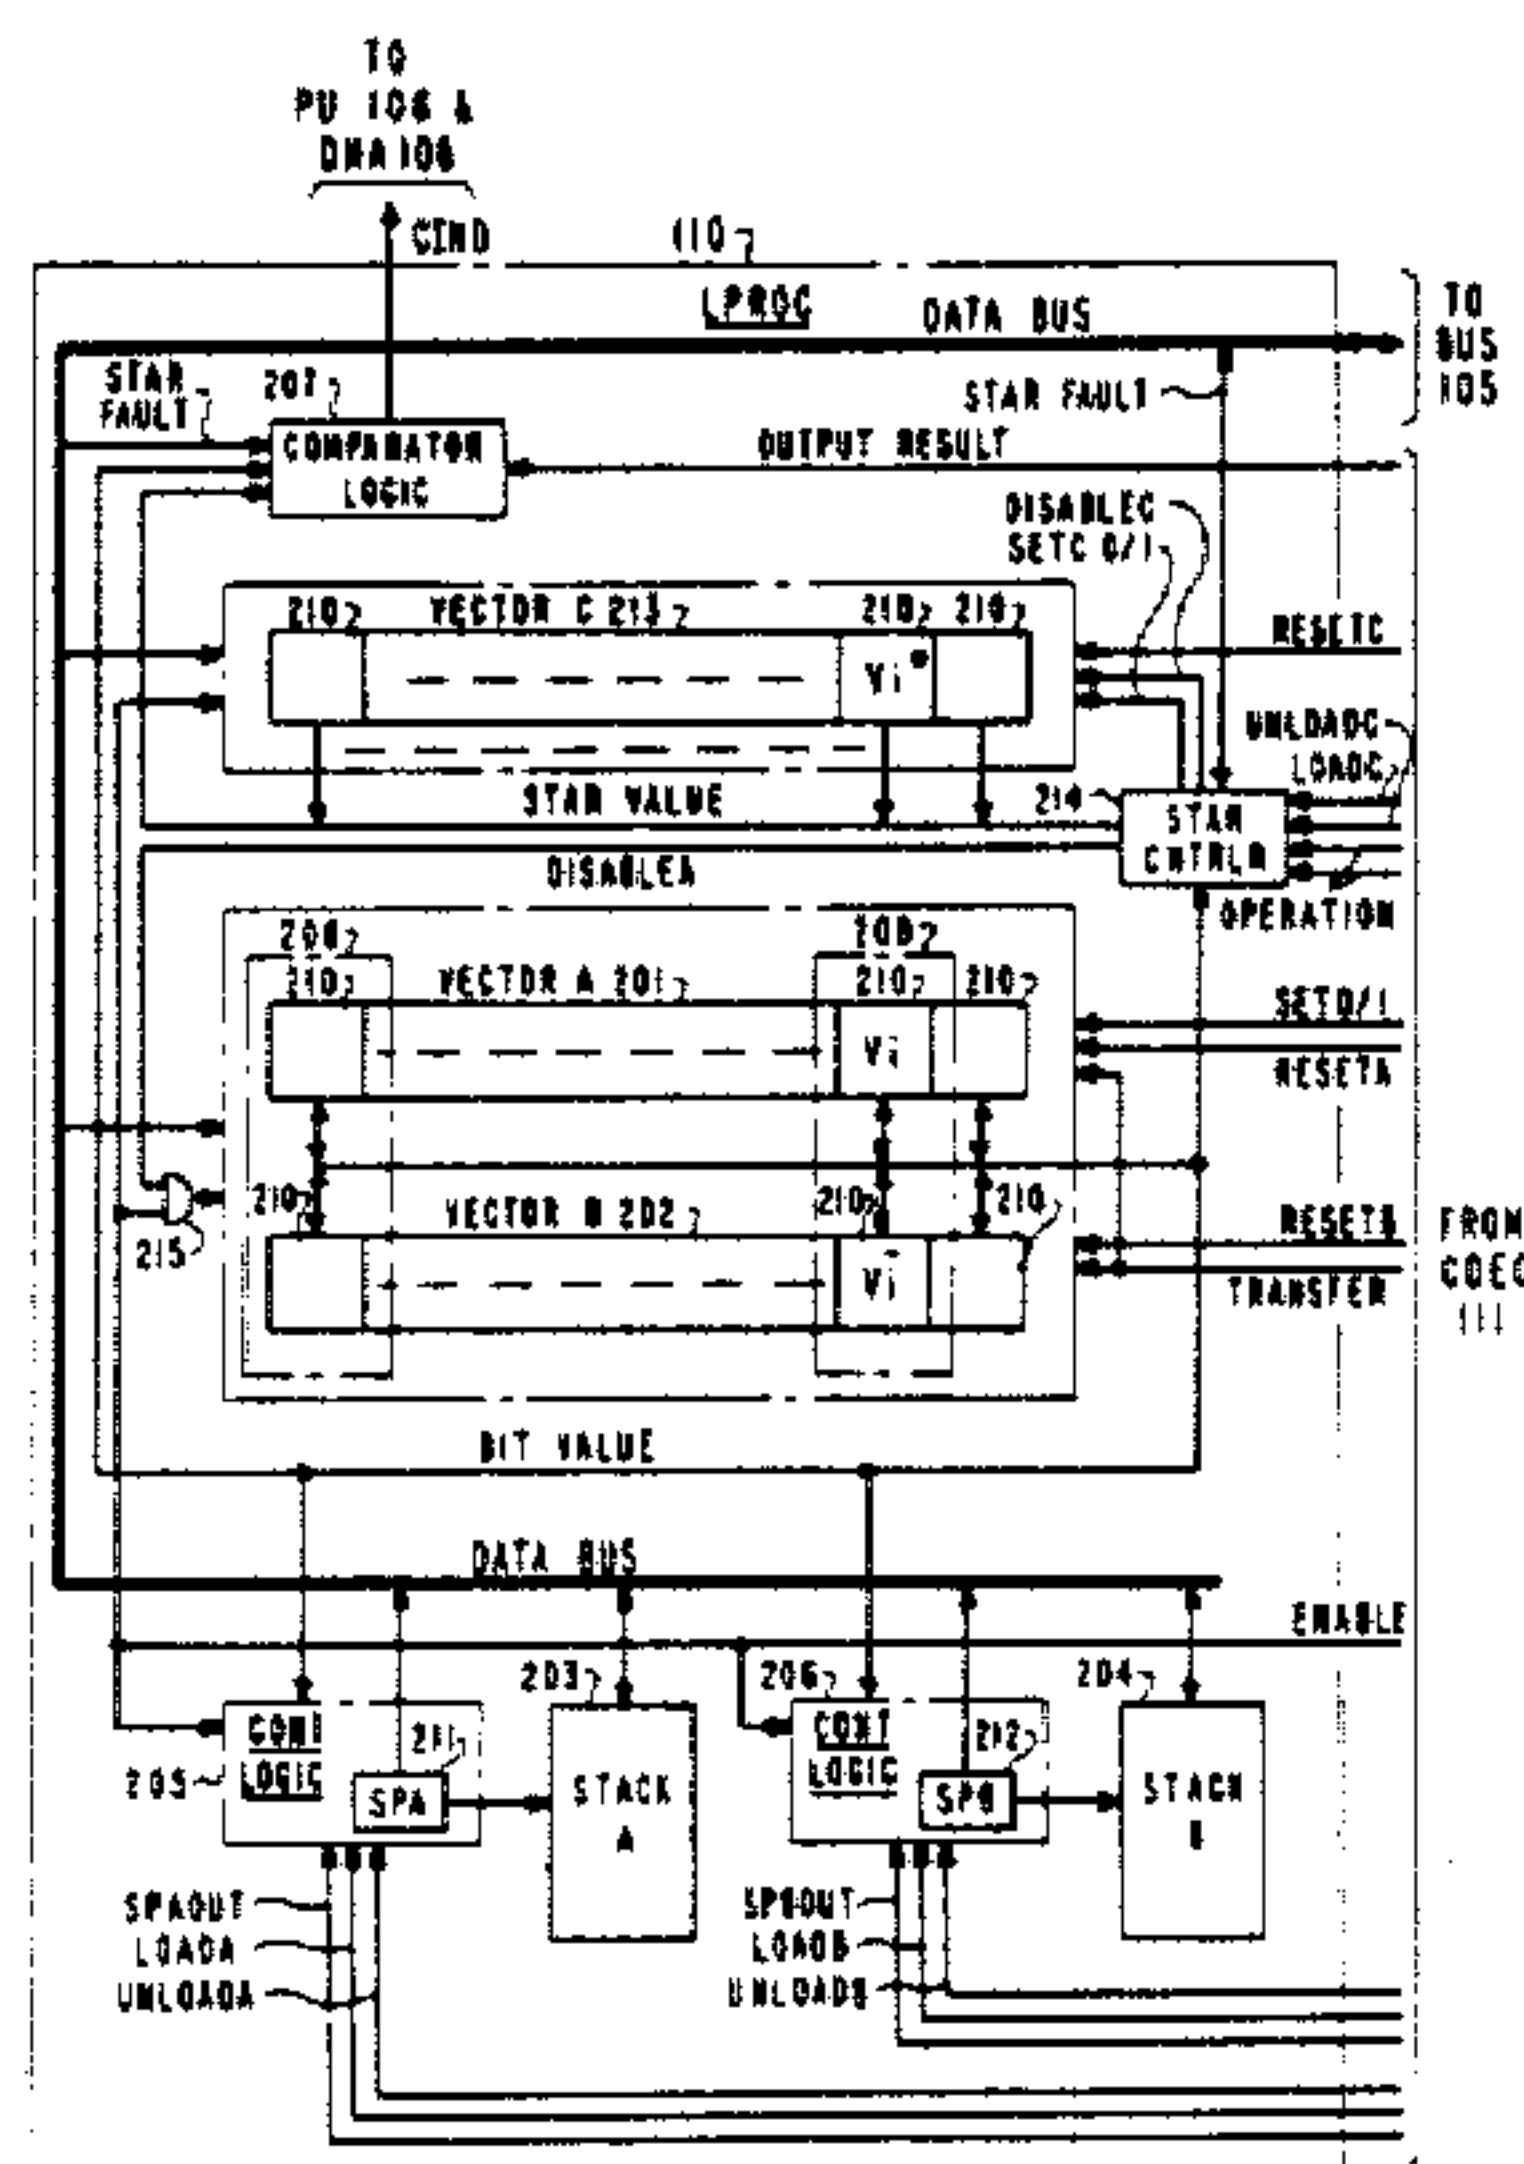 TO
PU 106 &
DMA 106
CIND
110
LPROC
DATA BUS
TO
BUS
105
STAR
FAULT
207
STAR FAULT
COMPARATOR
LOGIC
OUTPUT RESULT
DISABLEC
SETC 0/1
210
VECTOR C 213
210
210
RESETC
Vi*
UNLOADC
LOADC
STAR VALUE
214
STAR
CNTRLR
DISABLEA
OPERATION
208
208
210
VECTOR A 201
210
210
SET0/1
Vi
RESETA
210
VECTOR B 202
210
210
RESETB
FROM
215
Vi
TRANSFER
111
BIT VALUE
DATA BUS
ENABLE
203
206
204
CONT
LOGIC
211
205
SPA
STACK
A
CONT
LOGIC
212
SPB
STACK
B
SPAOUT
LOADA
UNLOADA
SPBOUT
LOADB
UNLOADB